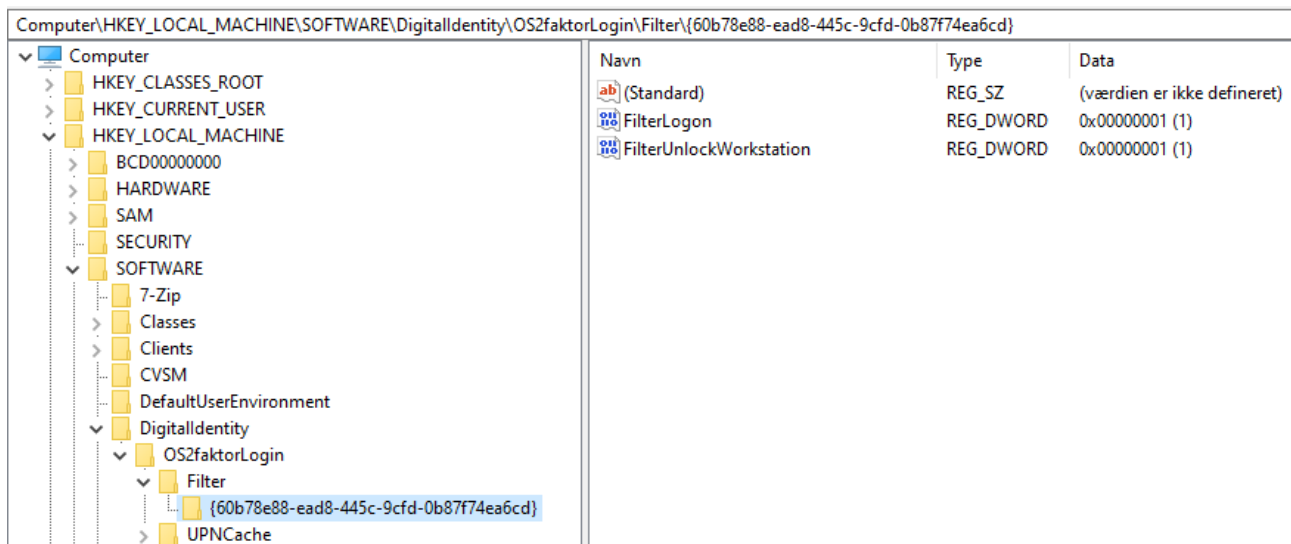 Computer\HKEY_LOCAL_MACHINE\SOFTWARE\DigitalIdentity\OS2faktorLogin\Filter\{60b78e88-ead8-445c-9cfd-0b87f74ea6cd}
Computer
HKEY_CLASSES_ROOT
HKEY_CURRENT_USER
HKEY_LOCAL_MACHINE
BCD00000000
HARDWARE
SAM
SECURITY
SOFTWARE
7-Zip
Classes
Clients
CVSM
DefaultUserEnvironment
DigitalIdentity
OS2faktorLogin
Filter
{60b78e88-ead8-445c-9cfd-0b87f74ea6cd}
UPNCache
Navn Type Data
(Standard) REG_SZ (værdien er ikke defineret)
FilterLogon REG_DWORD 0x00000001 (1)
FilterUnlockWorkstation REG_DWORD 0x00000001 (1)